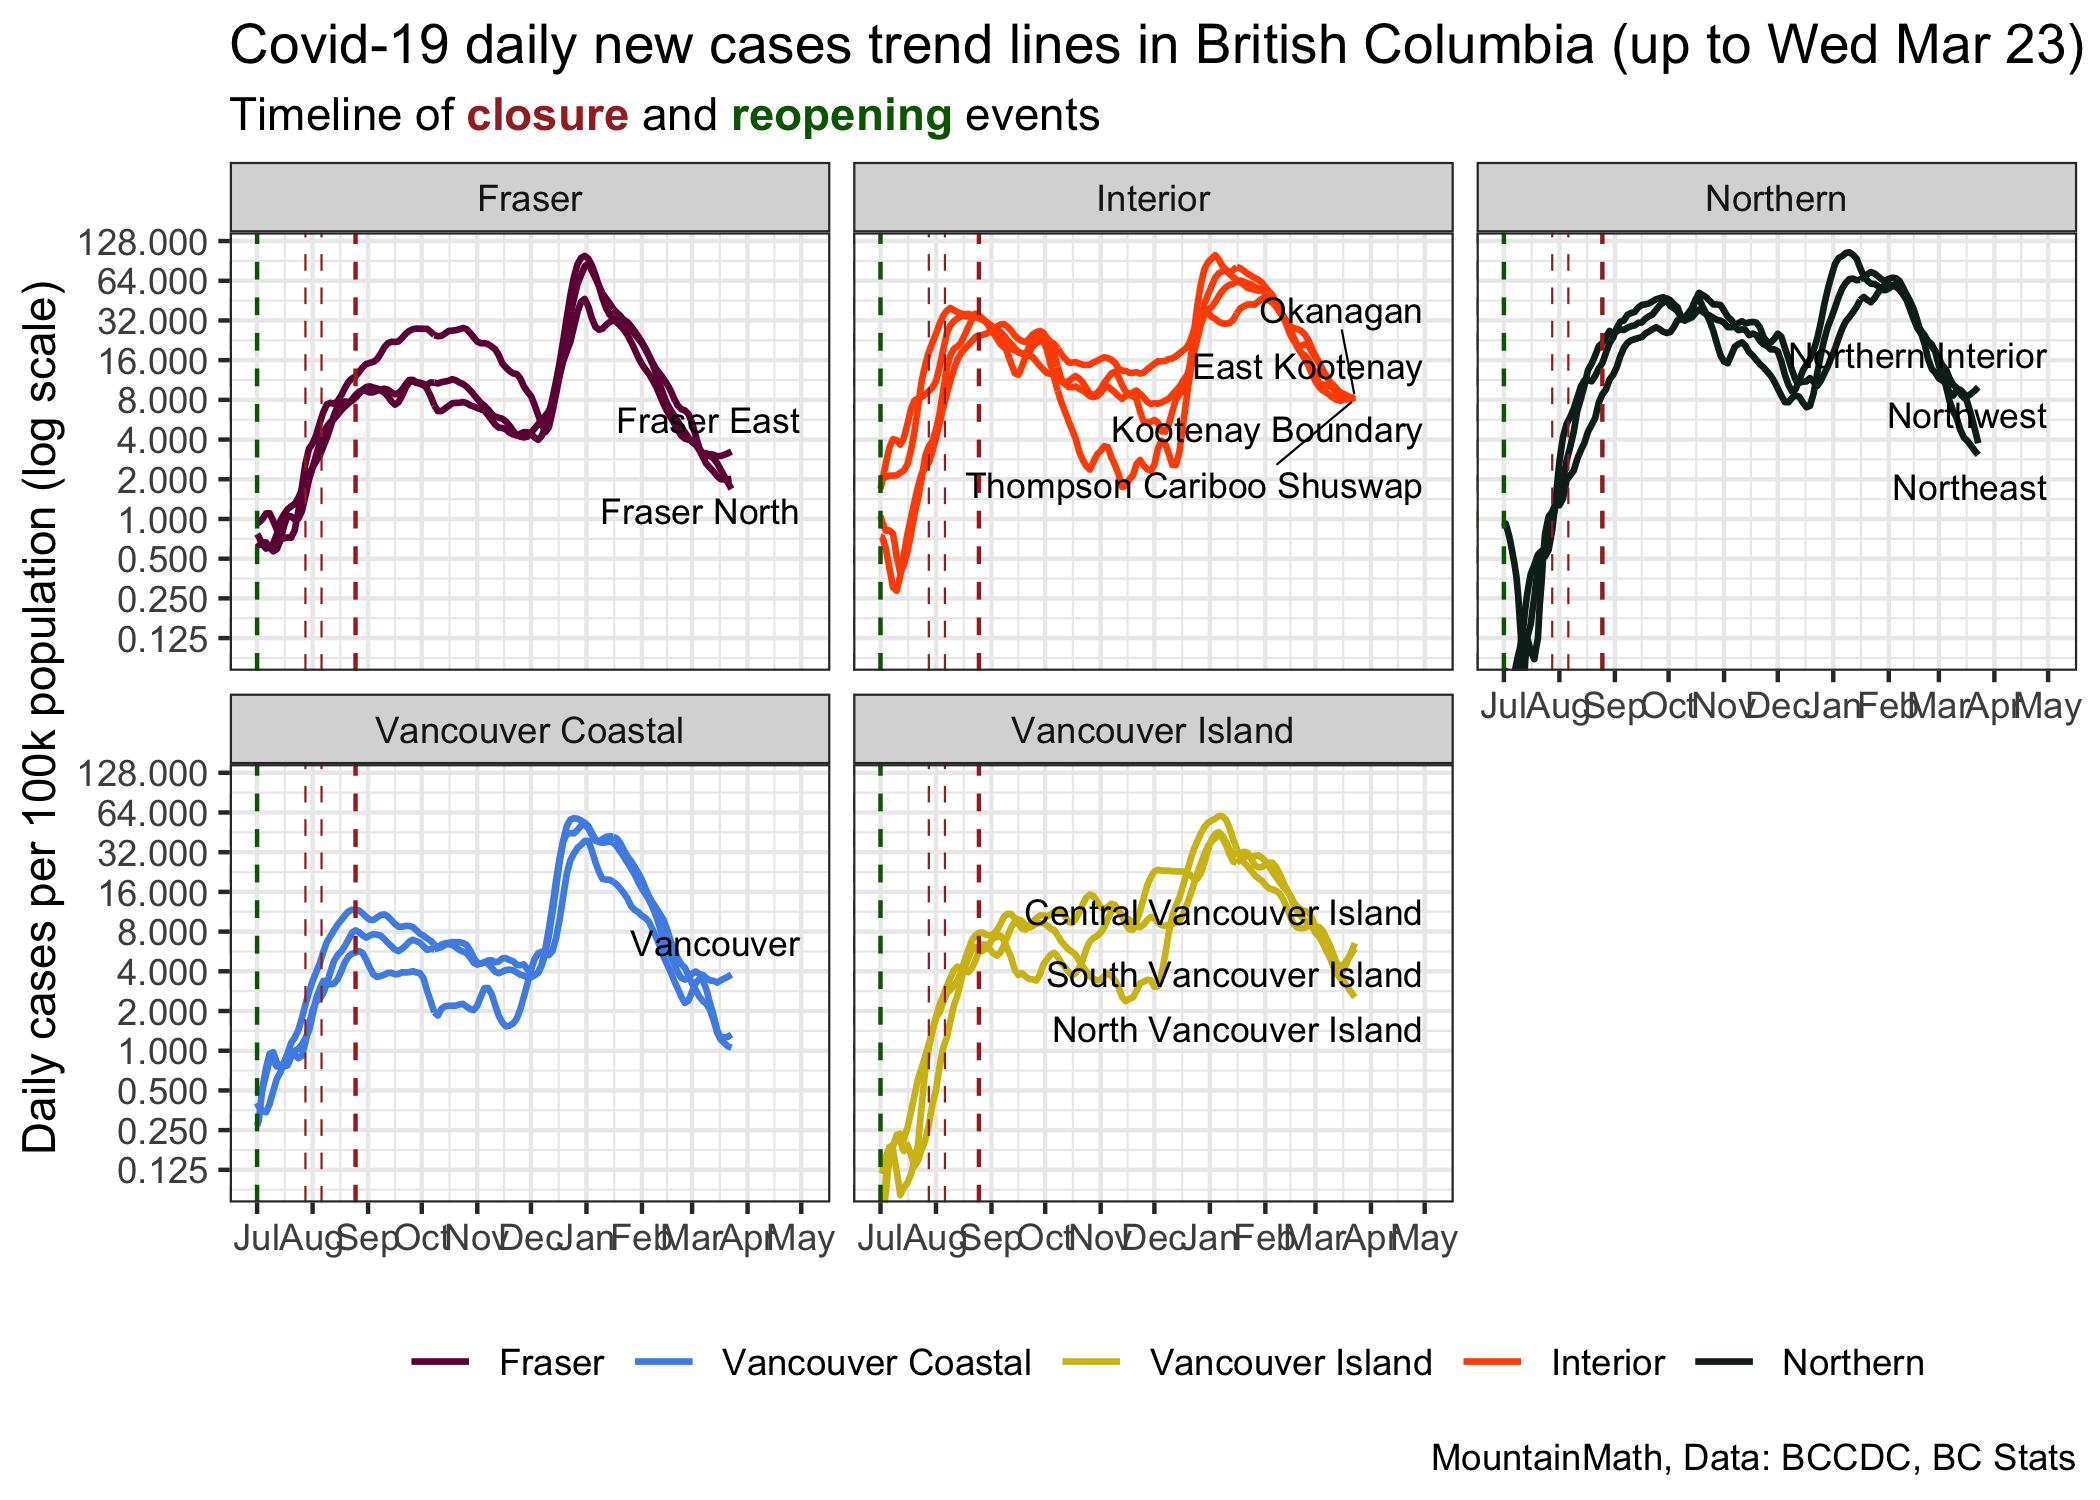 Covid-19 daily new cases trend lines in British Columbia (up to Wed Mar 23)
Timeline of closure and reopening events
Daily cases per 100k population (log scale)
Fraser
Interior
Northern
128.000
64.000
32.000
16.000
8.000
4.000
2.000
1.000
0.500
0.250
0.125
Fraser East
Fraser North
Okanagan
East Kootenay
Kootenay Boundary
Thompson Cariboo Shuswap
Northern Interior
Northwest
Northeast
Jul Aug Sep Oct Nov Dec Jan Feb Mar Apr May
Vancouver Coastal
Vancouver Island
128.000
64.000
32.000
16.000
8.000
4.000
2.000
1.000
0.500
0.250
0.125
Vancouver
Central Vancouver Island
South Vancouver Island
North Vancouver Island
Jul Aug Sep Oct Nov Dec Jan Feb Mar Apr May
Jul Aug Sep Oct Nov Dec Jan Feb Mar Apr May
Fraser Vancouver Coastal Vancouver Island Interior Northern
MountainMath, Data: BCCDC, BC Stats